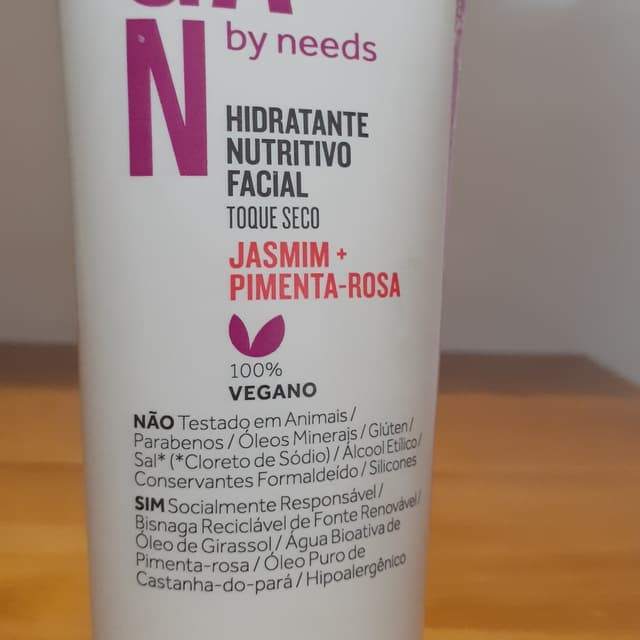 N
by needs
HIDRATANTE
NUTRITIVO
FACIAL
TOQUE SECO
JASMIM +
PIMENTA-ROSA
100%
VEGANO
NÃO Testado em Animais /
Parabenos / Óleos Minerais / Glúten /
Sal* (*Cloreto de Sódio) / Álcool Etílico /
Conservantes Formaldeído / Silicones
SIM Socialmente Responsável /
Bisnaga Reciclável de Fonte Renovável /
Óleo de Girassol / Água Bioativa de
Pimenta-rosa / Óleo Puro de
Castanha-do-pará / Hipoalergênico